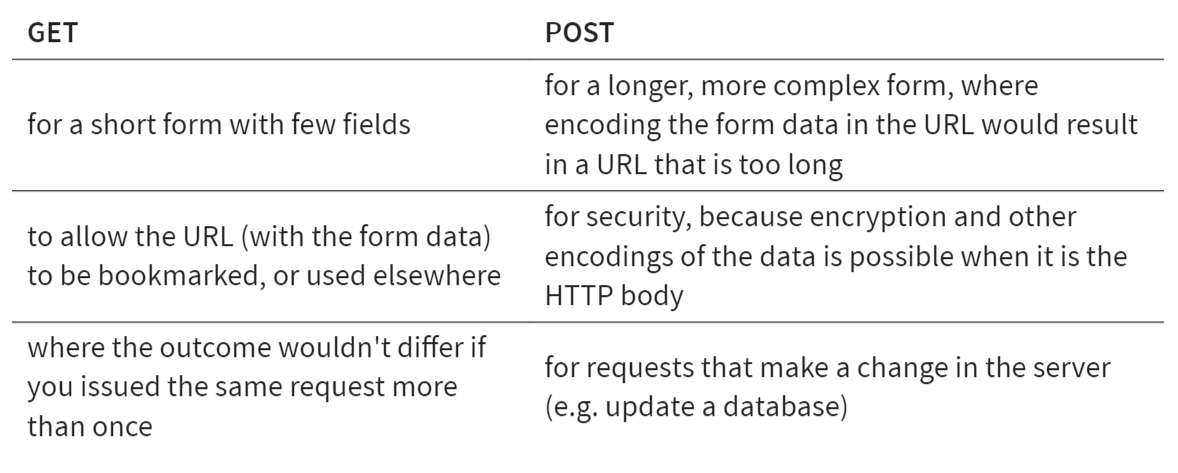 GET
POST
for a short form with few fields
for a longer, more complex form, where
encoding the form data in the URL would result
in a URL that is too long
to allow the URL (with the form data)
to be bookmarked, or used elsewhere
for security, because encryption and other
encodings of the data is possible when it is the
HTTP body
where the outcome wouldn't differ if
you issued the same request more
than once
for requests that make a change in the server
(e.g. update a database)